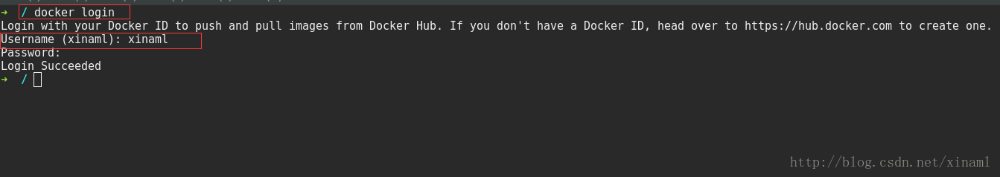 ➜ / docker login
Login with your Docker ID to push and pull images from Docker Hub. If you don't have a Docker ID, head over to https://hub.docker.com to create one.
Username (xinaml): xinaml
Password:
Login Succeeded
➜ /
http://blog.csdn.net/xinaml